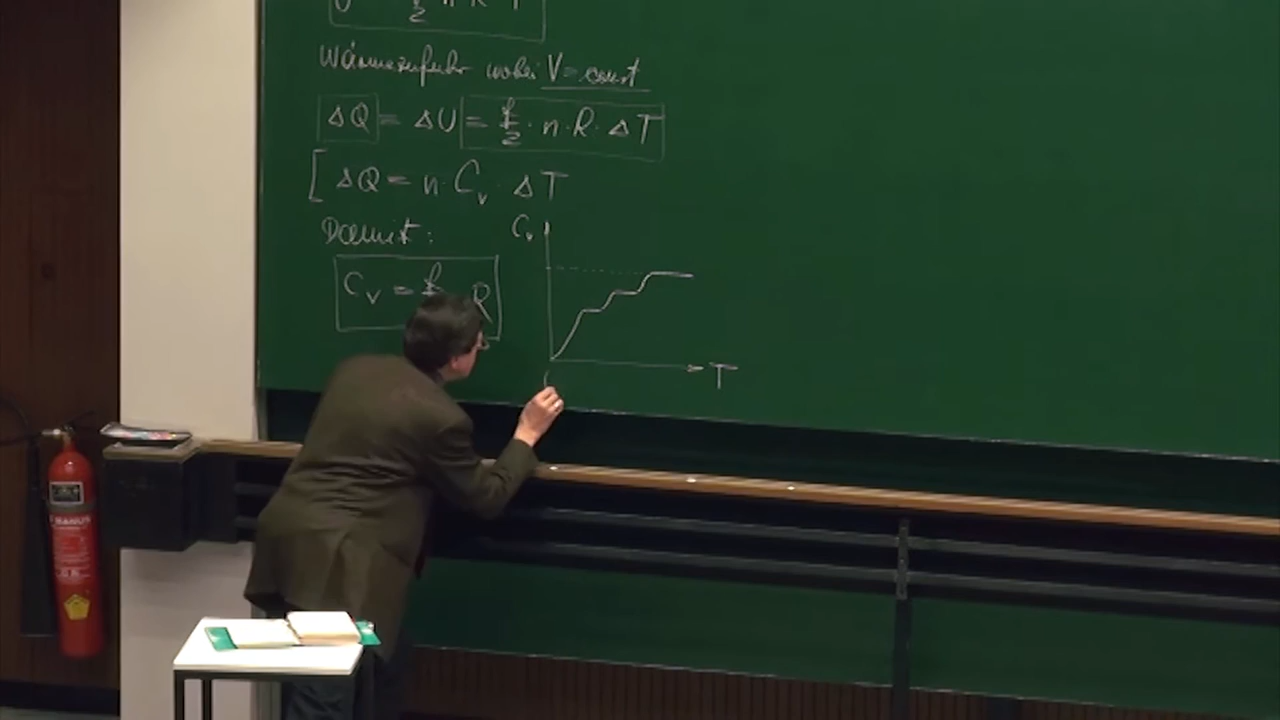 U = f/2 · n · R · T
Wärmezufuhr wobei V = const
ΔQ = ΔU = f/2 · n · R · ΔT
[ ΔQ = n · C_v · ΔT
Damit:
C_v
C_v = f R
T